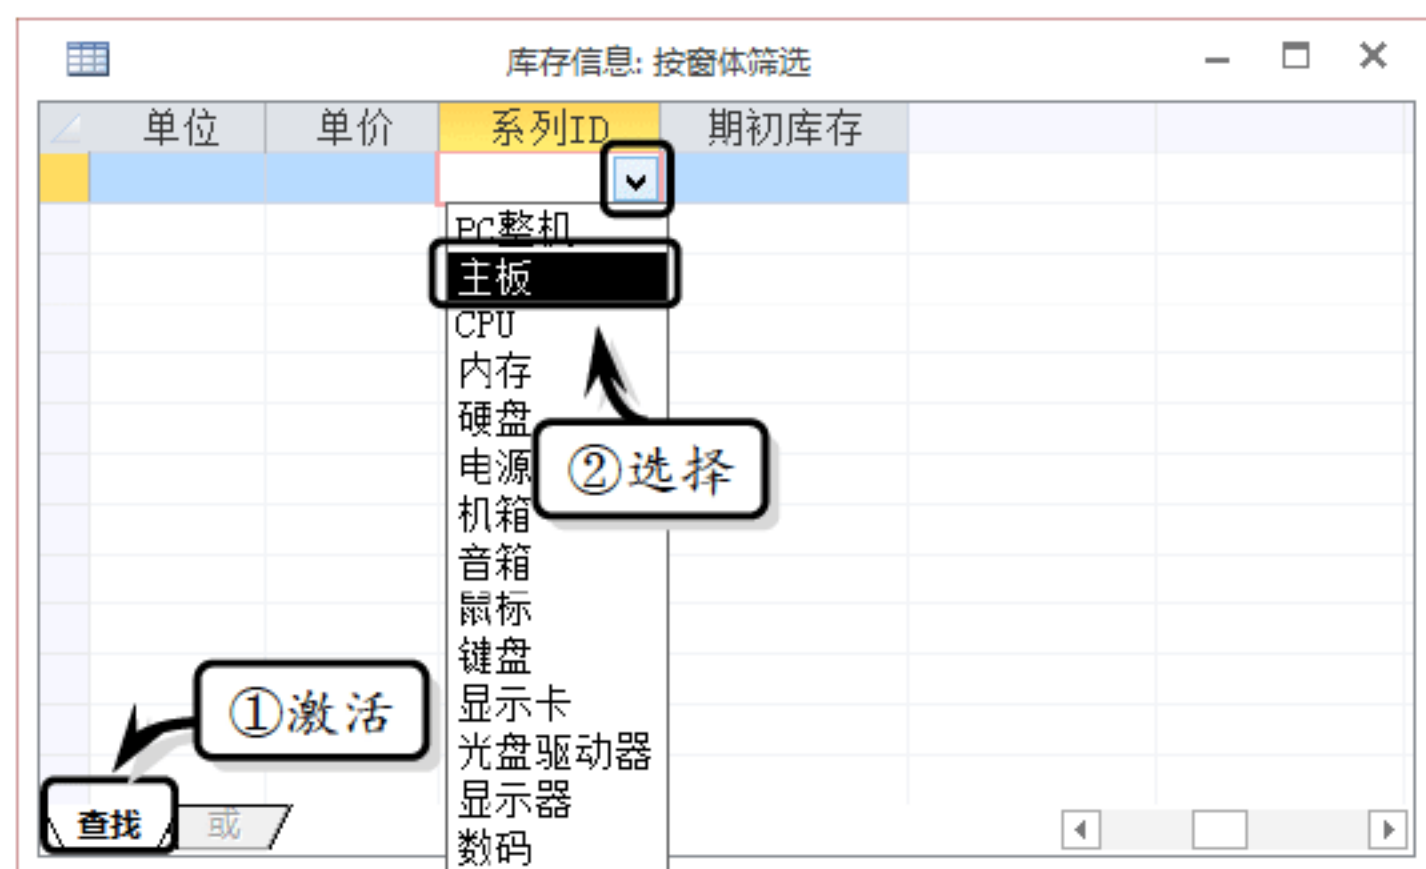 库存信息: 按窗体筛选
单位 单价 系列ID 期初库存
PC整机
主板
CPU
内存
硬盘
电源
②选择
机箱
音箱
鼠标
键盘
①激活
显示卡
光盘驱动器
显示器
查找 或
数码